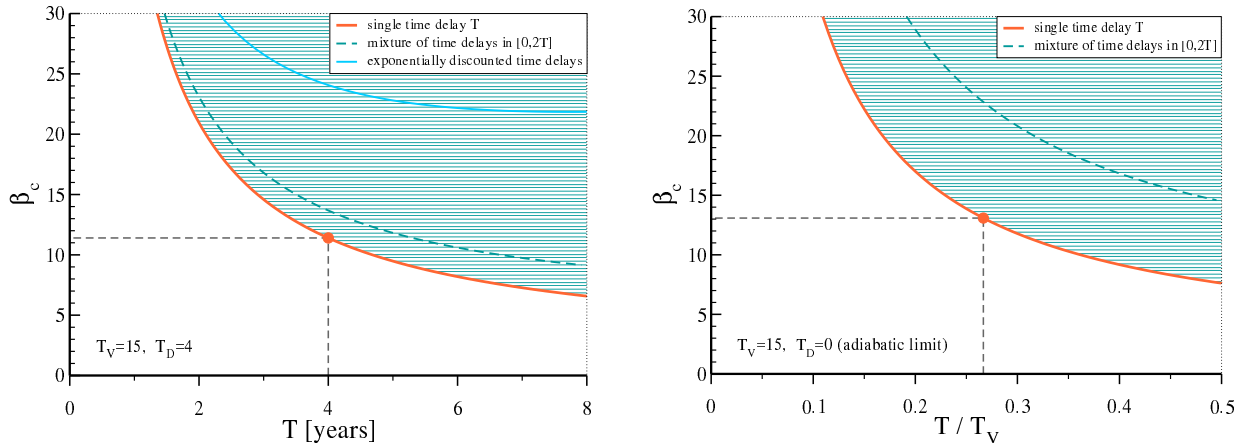 30
25
20
15
10
5
0
β_c
single time delay T
mixture of time delays in [0,2T]
exponentially discounted time delays
T_V=15, T_D=4
0 2 4 6 8
T [years]
30
25
20
15
10
5
0
β_c
single time delay T
mixture of time delays in [0,2T]
T_V=15, T_D=0 (adiabatic limit)
0 0.1 0.2 0.3 0.4 0.5
T / T_V